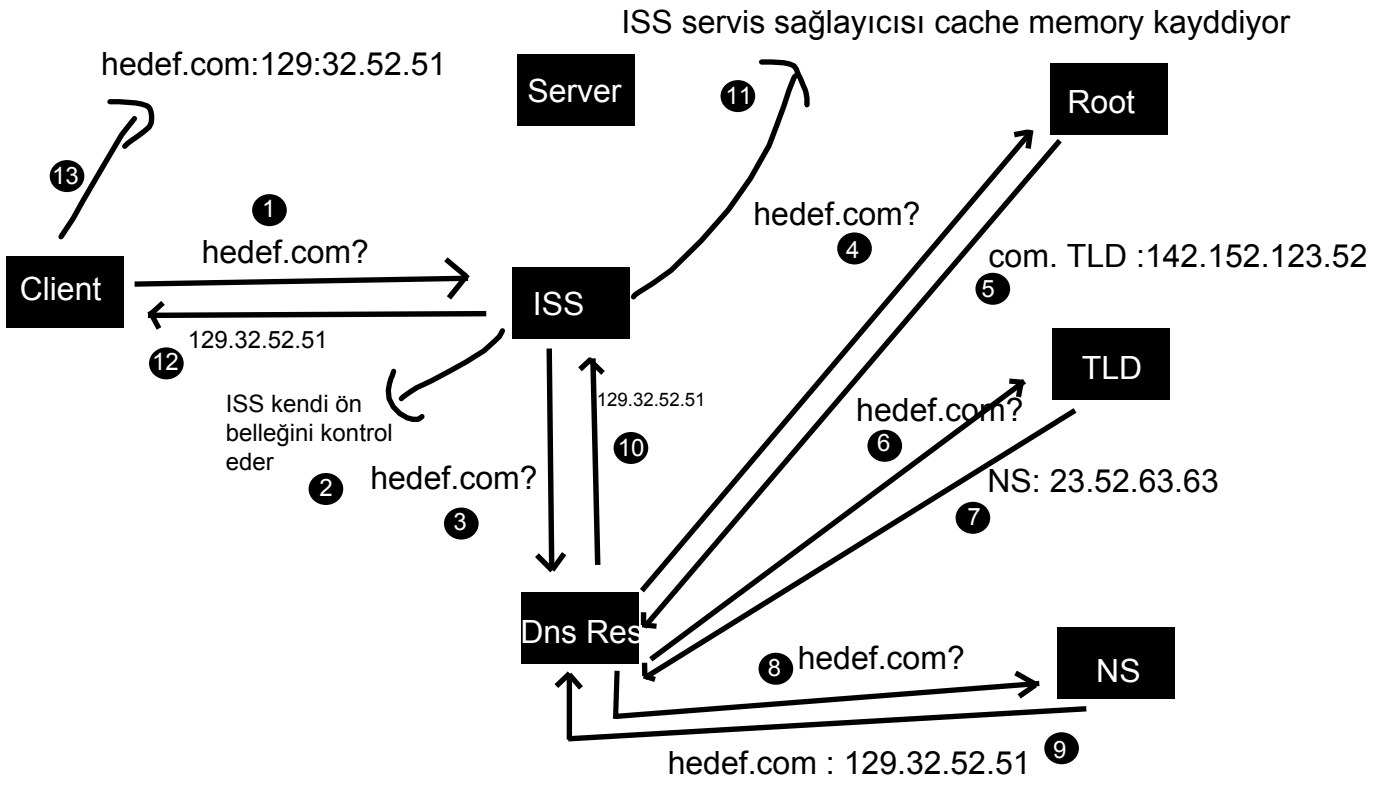 ISS servis sağlayıcısı cache memory kayddiyor
hedef.com:129:32.52.51
Server
11
Root
13
1
hedef.com?
hedef.com?
4
com. TLD :142.152.123.52
5
Client
ISS
12
129.32.52.51
TLD
ISS kendi ön
belleğini kontrol
eder
2
129.32.52.51
10
hedef.com?
6
hedef.com?
3
NS: 23.52.63.63
7
Dns Res
8
hedef.com?
NS
hedef.com : 129.32.52.51
9